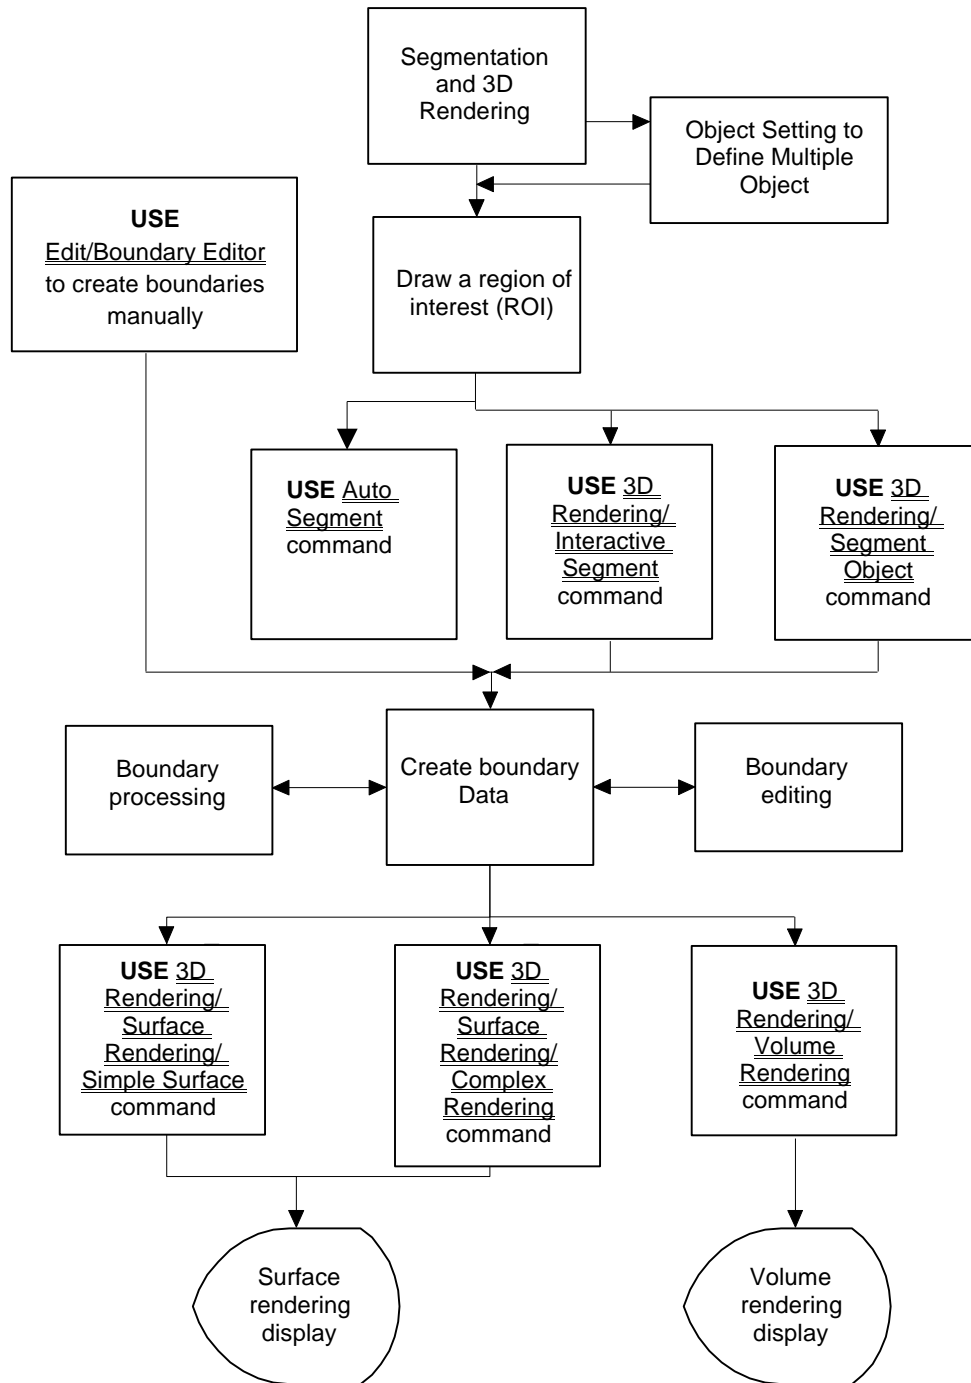 Segmentation
and 3D
Rendering
Object Setting to
Define Multiple
Object
USE
Edit/Boundary Editor
to create boundaries
manually
Draw a region of
interest (ROI)
USE Auto
Segment
command
USE 3D
Rendering/
Interactive
Segment
command
USE 3D
Rendering/
Segment
Object
command
Boundary
processing
Create boundary
Data
Boundary
editing
USE 3D
Rendering/
Surface
Rendering/
Simple Surface
command
USE 3D
Rendering/
Surface
Rendering/
Complex
Rendering
command
USE 3D
Rendering/
Volume
Rendering
command
Surface
rendering
display
Volume
rendering
display